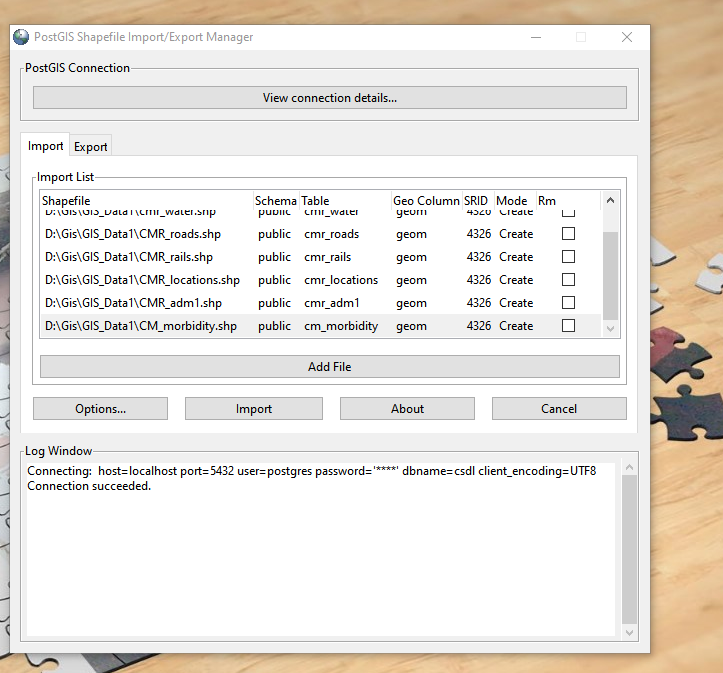 PostGIS Shapefile Import/Export Manager
PostGIS Connection
View connection details...
Import Export
Import List
Shapefile Schema Table Geo Column SRID Mode Rm
D:\Gis\GIS_Data1\cmr_water.shp public cmr_water geom 4326 Create
D:\Gis\GIS_Data1\CMR_roads.shp public cmr_roads geom 4326 Create
D:\Gis\GIS_Data1\CMR_rails.shp public cmr_rails geom 4326 Create
D:\Gis\GIS_Data1\CMR_locations.shp public cmr_locations geom 4326 Create
D:\Gis\GIS_Data1\CMR_adm1.shp public cmr_adm1 geom 4326 Create
D:\Gis\GIS_Data1\CM_morbidity.shp public cm_morbidity geom 4326 Create
Add File
Options... Import About Cancel
Log Window
Connecting: host=localhost port=5432 user=postgres password='****' dbname=csdl client_encoding=UTF8
Connection succeeded.